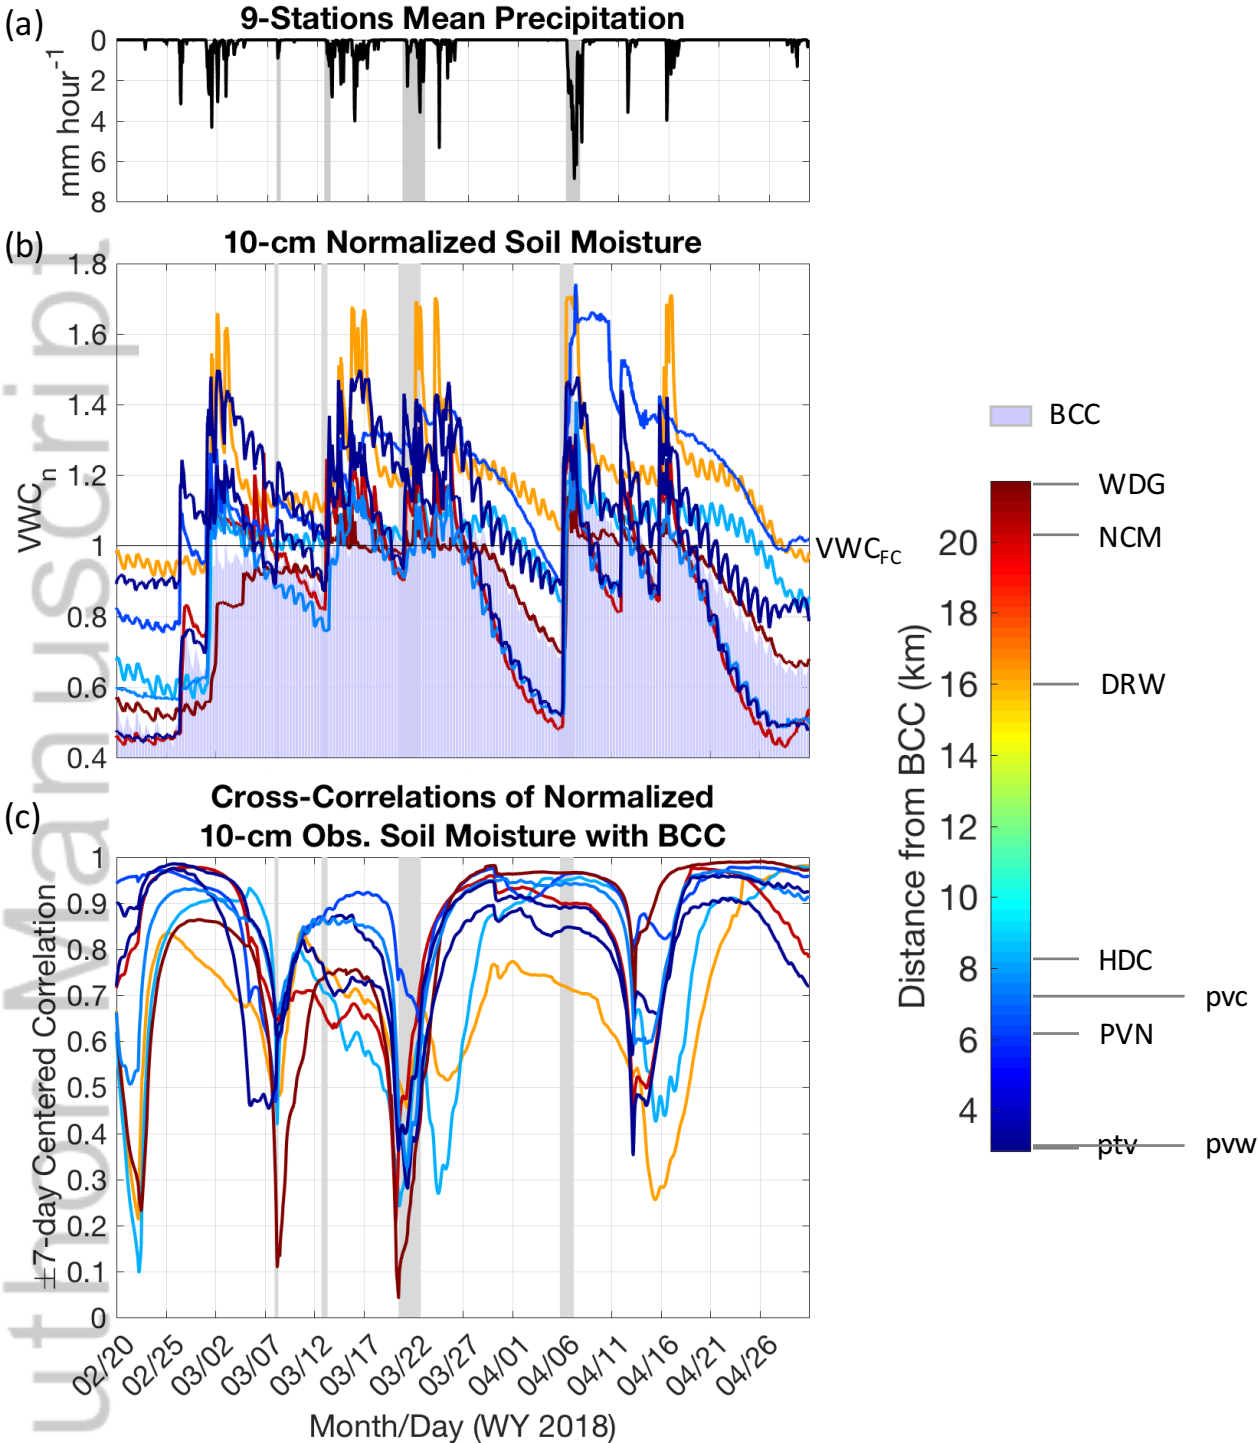 (a)
9-Stations Mean Precipitation
0
2
4
6
8
mm hour-1
(b)
10-cm Normalized Soil Moisture
1.8
1.6
1.4
1.2
1
0.8
0.6
0.4
VWCn
VWCFC
(c)
Cross-Correlations of Normalized
10-cm Obs. Soil Moisture with BCC
1
0.9
0.8
0.7
0.6
0.5
0.4
0.3
0.2
0.1
0
±7-day Centered Correlation
02/20
02/25
03/02
03/07
03/12
03/17
03/22
03/27
04/01
04/06
04/11
04/16
04/21
04/26
Month/Day (WY 2018)
BCC
20
18
16
14
12
10
8
6
4
Distance from BCC (km)
WDG
NCM
DRW
HDC
pvc
PVN
ptv
pvw
uthor Manuscript